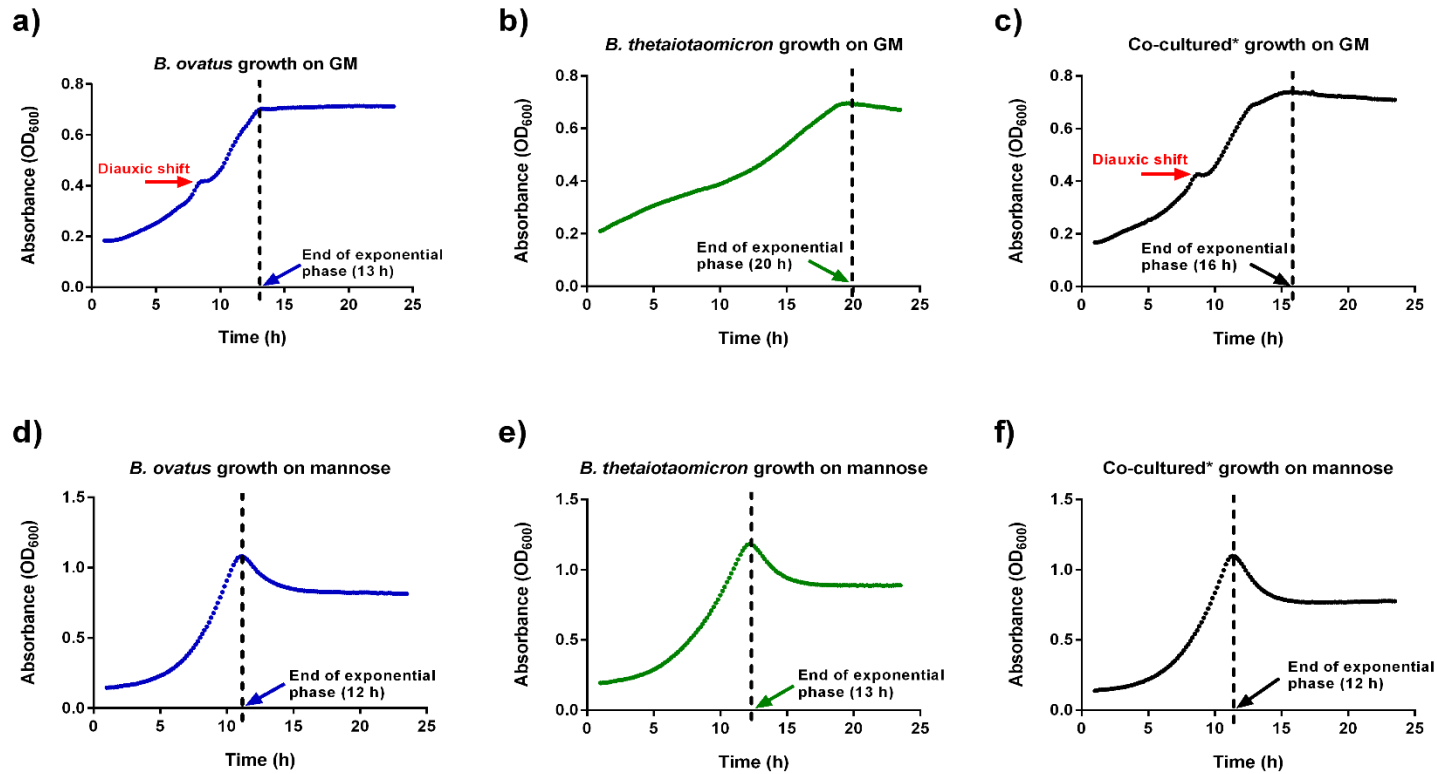 a)
B. ovatus growth on GM
Absorbance (OD600)
0.8
0.6
0.4
0.2
0.0
Diauxic shift
End of exponential
phase (13 h)
0 5 10 15 20 25
Time (h)
b)
B. thetaiotaomicron growth on GM
Absorbance (OD600)
0.8
0.6
0.4
0.2
0.0
End of exponential
phase (20 h)
0 5 10 15 20 25
Time (h)
c)
Co-cultured* growth on GM
Absorbance (OD600)
0.8
0.6
0.4
0.2
0.0
Diauxic shift
End of exponential
phase (16 h)
0 5 10 15 20 25
Time (h)
d)
B. ovatus growth on mannose
Absorbance (OD600)
1.5
1.0
0.5
0.0
End of exponential
phase (12 h)
0 5 10 15 20 25
Time (h)
e)
B. thetaiotaomicron growth on mannose
Absorbance (OD600)
1.5
1.0
0.5
0.0
End of exponential
phase (13 h)
0 5 10 15 20 25
Time (h)
f)
Co-cultured* growth on mannose
Absorbance (OD600)
1.5
1.0
0.5
0.0
End of exponential
phase (12 h)
0 5 10 15 20 25
Time (h)